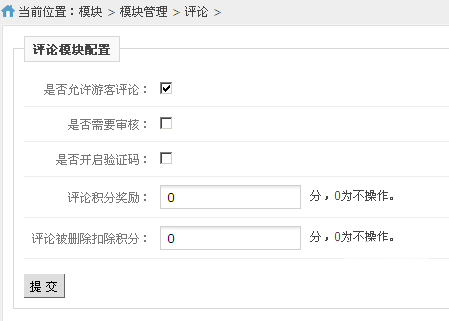 当前位置：模块 > 模块管理 > 评论 >
评论模块配置
是否允许游客评论：
是否需要审核：
是否开启验证码：
评论积分奖励： 0 分，0为不操作。
评论被删除扣除积分： 0 分，0为不操作。
提 交